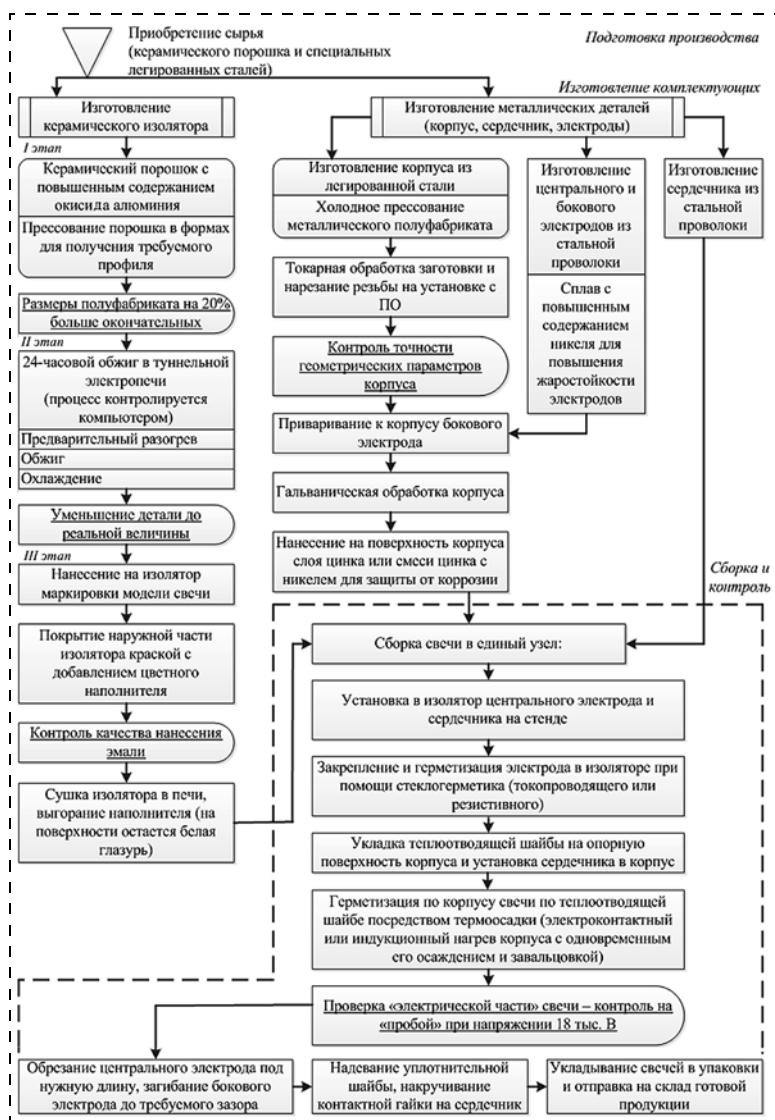 Приобретение сырья
(керамического порошка и специальных
легированных сталей)
Подготовка производства
Изготовление комплектующих
Изготовление
керамического изолятора
I этап
Керамический порошок с
повышенным содержанием
окисида алюминия
Прессование порошка в формах
для получения требуемого
профиля
Размеры полуфабриката на 20%
больше окончательных
II этап
24-часовой обжиг в туннельной
электропечи
(процесс контролируется
компьютером)
Предварительный разогрев
Обжиг
Охлаждение
Уменьшение детали до
реальной величины
III этап
Нанесение на изолятор
маркировки модели свечи
Покрытие наружной части
изолятора краской с
добавлением цветного
наполнителя
Контроль качества нанесения
эмали
Сушка изолятора в печи,
выгорание наполнителя (на
поверхности остается белая
глазурь)
Изготовление металлических деталей
(корпус, сердечник, электроды)
Изготовление корпуса из
легированной стали
Холодное прессование
металлического полуфабриката
Токарная обработка заготовки и
нарезание резьбы на установке с
ПО
Контроль точности
геометрических параметров
корпуса
Приваривание к корпусу бокового
электрода
Гальваническая обработка корпуса
Нанесение на поверхность корпуса
слоя цинка или смеси цинка с
никелем для защиты от коррозии
Изготовление
центрального и
бокового
электродов из
стальной
проволоки
Сплав с
повышенным
содержанием
никеля для
повышения
жаростойкости
электродов
Изготовление
сердечника из
стальной
проволоки
Сборка и
контроль
Сборка свечи в единый узел:
Установка в изолятор центрального электрода и
сердечника на стенде
Закрепление и герметизация электрода в изоляторе при
помощи стеклогерметика (токопроводящего или
резистивного)
Укладка теплоотводящей шайбы на опорную
поверхность корпуса и установка сердечника в корпус
Герметизация по корпусу свечи по теплоотводящей
шайбе посредством термоосадки (электроконтактный
или индукционный нагрев корпуса с одновременным
его осаждением и завальцовкой)
Проверка «электрической части» свечи – контроль на
«пробой» при напряжении 18 тыс. В
Обрезание центрального электрода под
нужную длину, загибание бокового
электрода до требуемого зазора
Надевание уплотнительной
шайбы, накручивание
контактной гайки на сердечник
Укладывание свечей в упаковки
и отправка на склад готовой
продукции